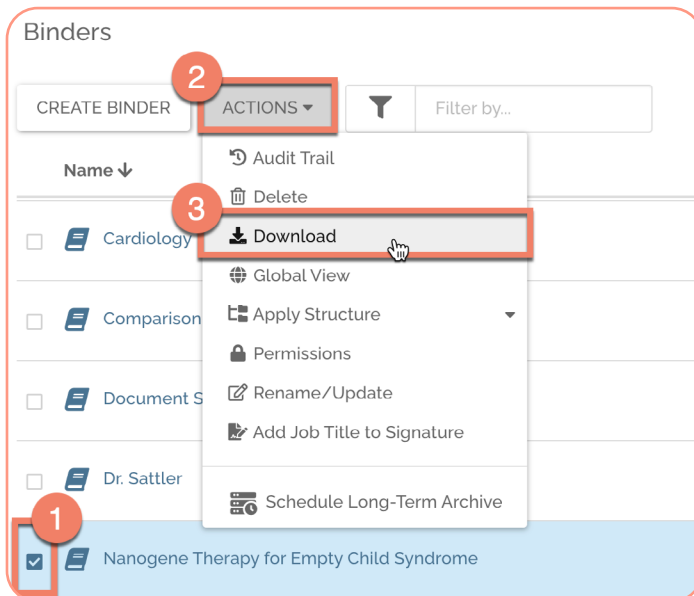 Binders
2
CREATE BINDER
ACTIONS
Filter by...
Name
Audit Trail
Delete
3
Download
Cardiology
Global View
Comparison
Apply Structure
Permissions
Document S
Rename/Update
Add Job Title to Signature
Dr. Sattler
Schedule Long-Term Archive
1
Nanogene Therapy for Empty Child Syndrome